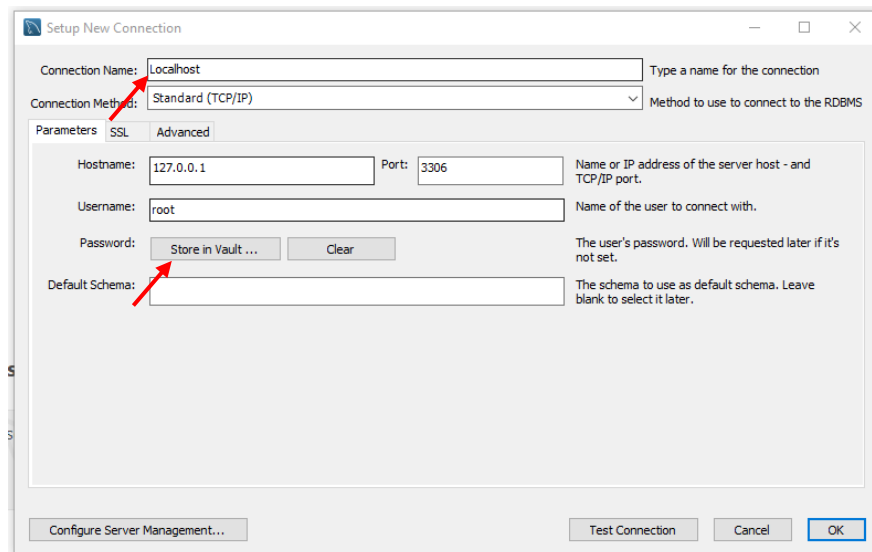 Setup New Connection
Connection Name: Localhost Type a name for the connection
Connection Method: Standard (TCP/IP) Method to use to connect to the RDBMS
Parameters SSL Advanced
Hostname: 127.0.0.1 Port: 3306 Name or IP address of the server host - and
TCP/IP port.
Username: root Name of the user to connect with.
Password: Store in Vault ... Clear The user's password. Will be requested later if it's
not set.
Default Schema: The schema to use as default schema. Leave
blank to select it later.
Configure Server Management... Test Connection Cancel OK